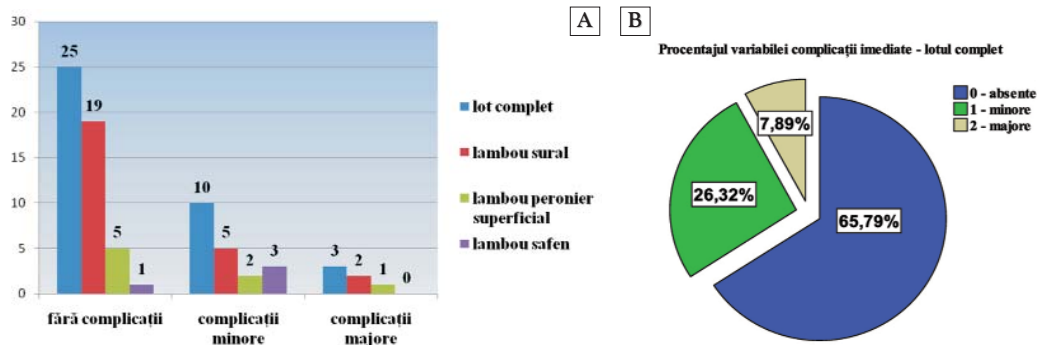 A
B
30
25
20
15
10
5
0
25
19
5
1
10
5
2
3
3
2
1
0
fără complicații
complicații
minore
complicații
majore
lot complet
lambou sural
lambou peronier
superficial
lambou safen
Procentajul variabilei complicații imediate - lotul complet
0 - absente
1 - minore
2 - majore
7,89%
26,32%
65,79%